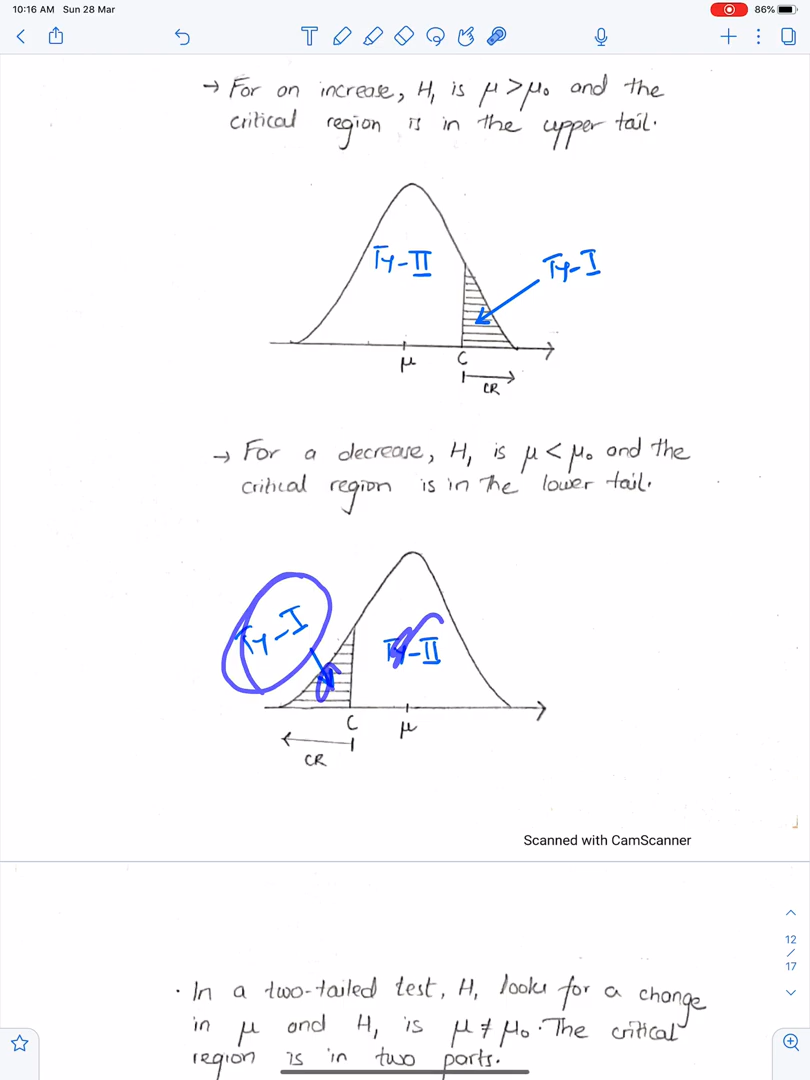 10:16 AM Sun 28 Mar
86%
T
→ For an increase, H₁ is μ > μ₀ and the
critical region is in the upper tail.
Ty-II
Ty-I
μ
C
CR
→ For a decrease, H₁ is μ < μ₀ and the
critical region is in the lower tail.
Ty-I
Ty-II
C
μ
CR
Scanned with CamScanner
12
/
17
· In a two-tailed test, H₁ looks for a change
in μ and H₁ is μ ≠ μ₀. The critical
region is in two parts.